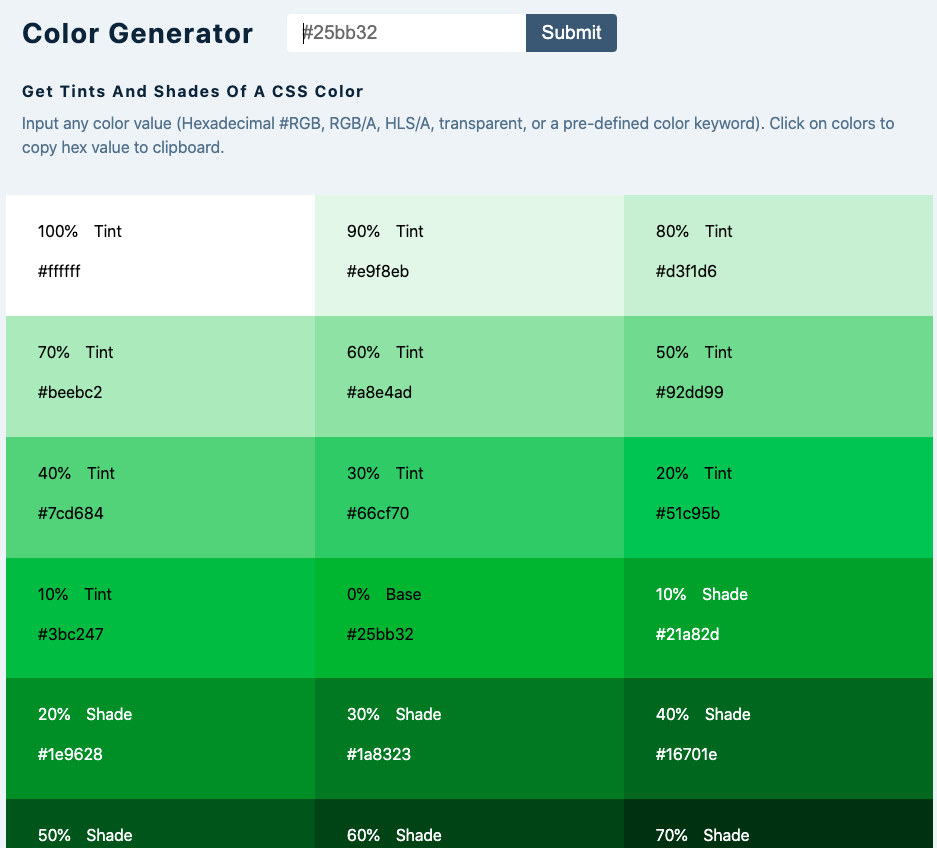 Color Generator #25bb32 Submit
Get Tints And Shades Of A CSS Color
Input any color value (Hexadecimal #RGB, RGB/A, HLS/A, transparent, or a pre-defined color keyword). Click on colors to
copy hex value to clipboard.
100% Tint 90% Tint 80% Tint
#ffffff #e9f8eb #d3f1d6
70% Tint 60% Tint 50% Tint
#beebc2 #a8e4ad #92dd99
40% Tint 30% Tint 20% Tint
#7cd684 #66cf70 #51c95b
10% Tint 0% Base 10% Shade
#3bc247 #25bb32 #21a82d
20% Shade 30% Shade 40% Shade
#1e9628 #1a8323 #16701e
50% Shade 60% Shade 70% Shade